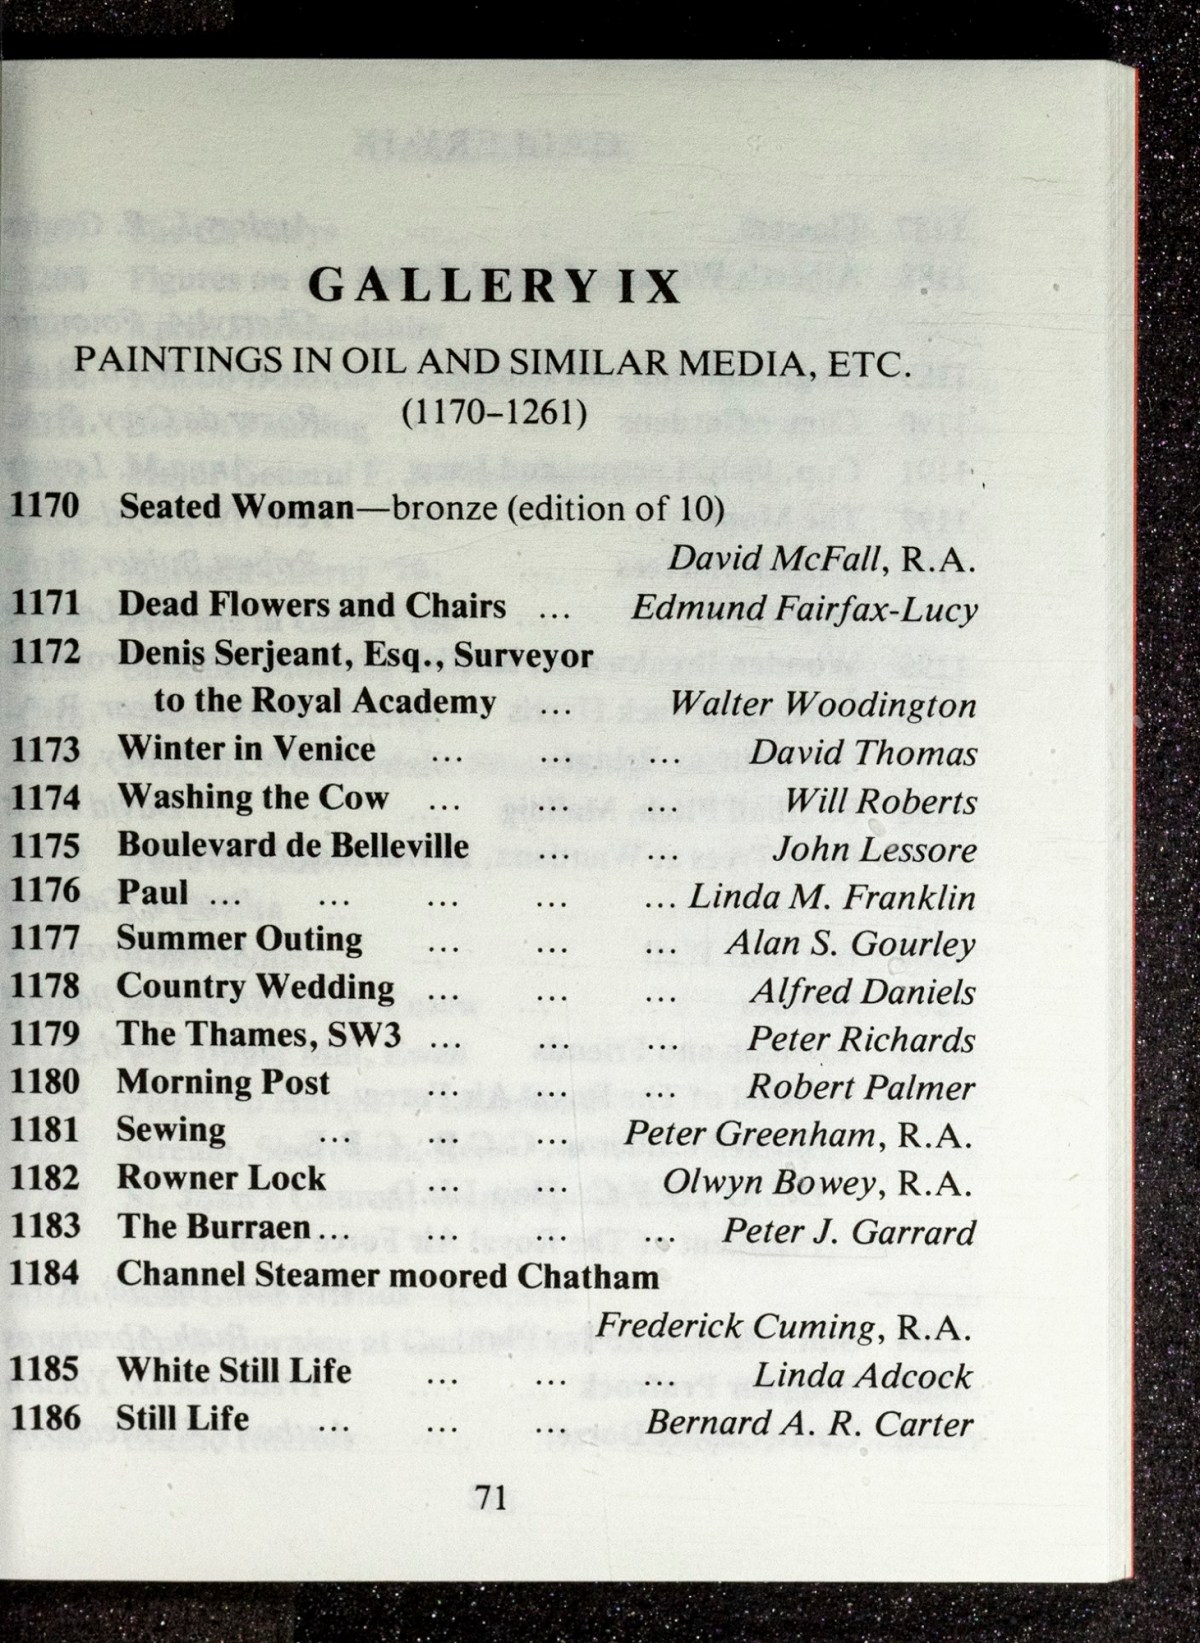 GALLERY IX
PAINTINGS IN OIL AND SIMILAR MEDIA, ETC.
(1170–1261)
1170 Seated Woman—bronze (edition of 10)
David McFall, R.A.
1171 Dead Flowers and Chairs ... Edmund Fairfax-Lucy
1172 Denis Serjeant, Esq., Surveyor
to the Royal Academy ... Walter Woodington
1173 Winter in Venice ... ... ... David Thomas
1174 Washing the Cow ... ... Will Roberts
1175 Boulevard de Belleville ... ... John Lessore
1176 Paul ... ... ... ... ... Linda M. Franklin
1177 Summer Outing ... ... ... Alan S. Gourley
1178 Country Wedding ... ... ... Alfred Daniels
1179 The Thames, SW3 ... ... ... Peter Richards
1180 Morning Post ... ... ... Robert Palmer
1181 Sewing ... ... ... Peter Greenham, R.A.
1182 Rowner Lock ... ... Olwyn Bowey, R.A.
1183 The Burraen... ... ... ... Peter J. Garrard
1184 Channel Steamer moored Chatham
Frederick Cuming, R.A.
1185 White Still Life ... ... ... Linda Adcock
1186 Still Life ... ... ... Bernard A. R. Carter
71